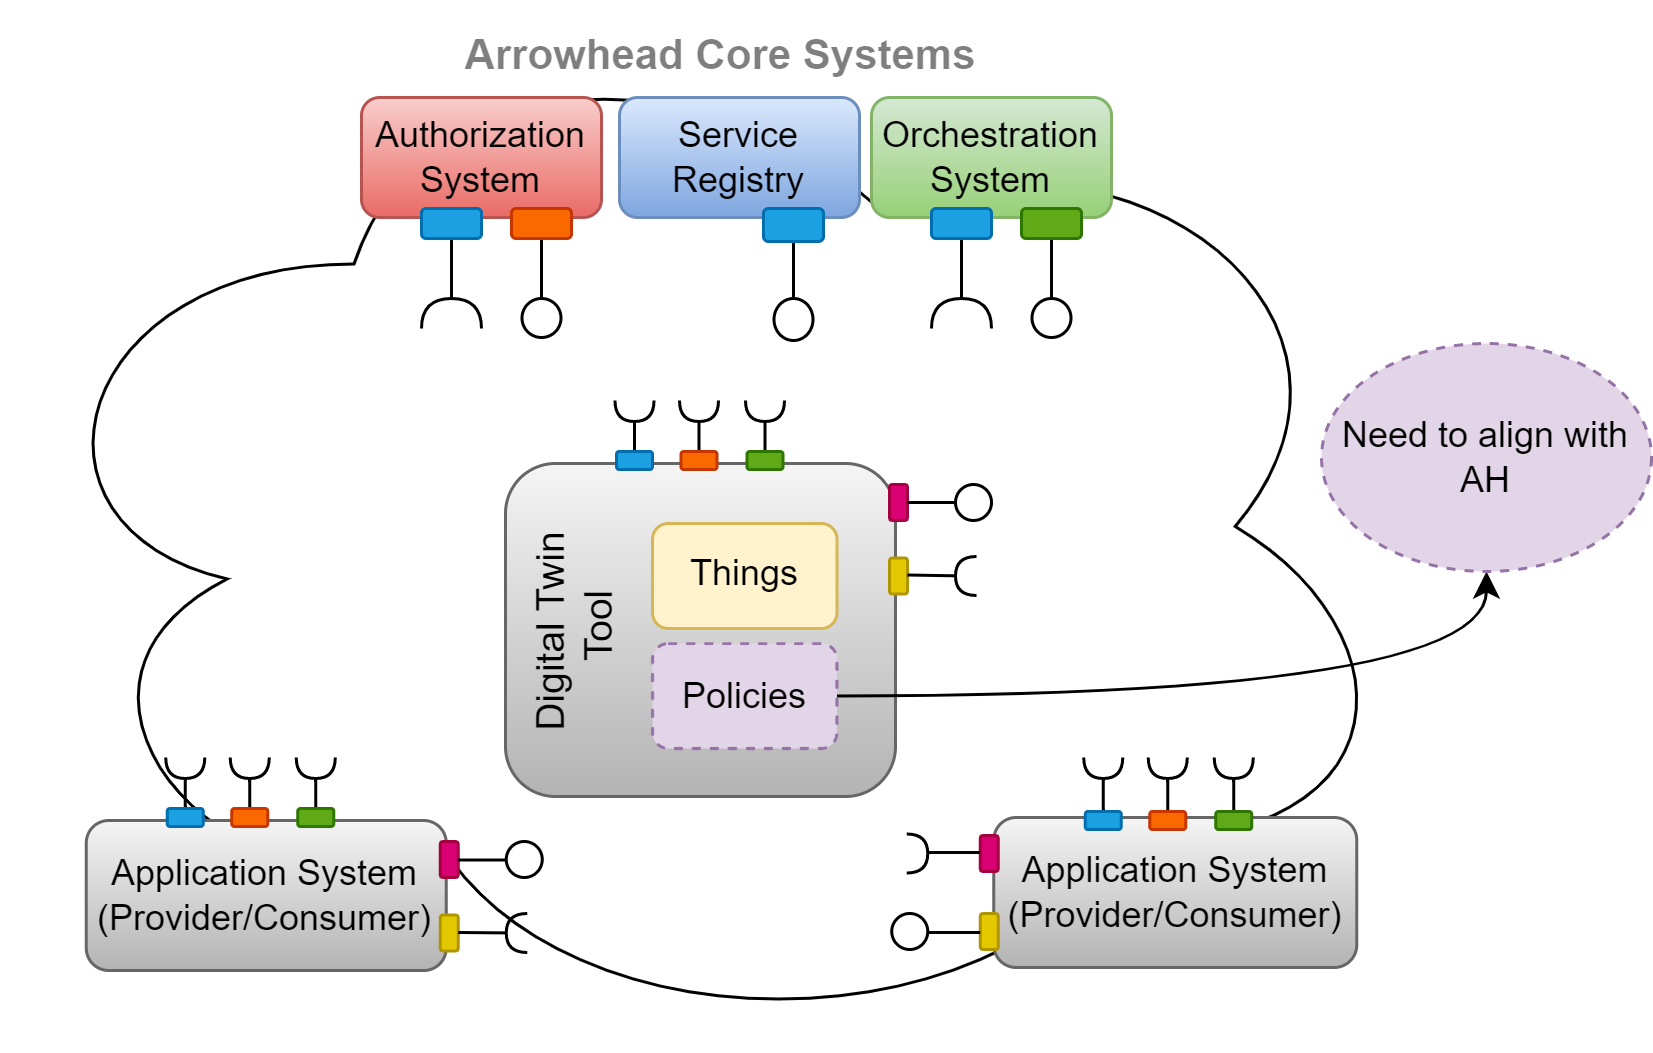 Arrowhead Core Systems
Authorization
System
Service
Registry
Orchestration
System
Need to align with
AH
Digital Twin
Tool
Things
Policies
Application System
(Provider/Consumer)
Application System
(Provider/Consumer)